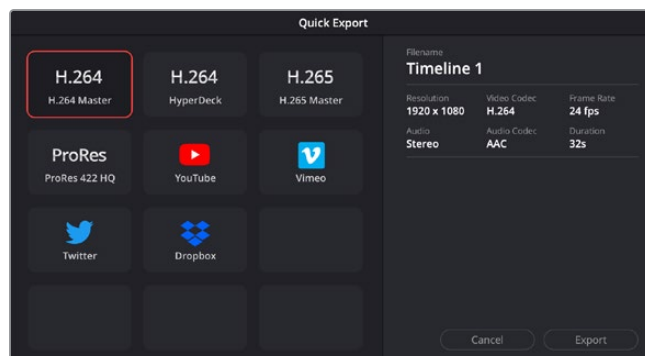 Quick Export
H.264
H.264 Master
H.264
HyperDeck
H.265
H.265 Master
ProRes
ProRes 422 HQ
YouTube
Vimeo
Twitter
Dropbox
Filename
Timeline 1
Resolution Video Codec Frame Rate
1920 x 1080 H.264 24 fps
Audio Audio Codec Duration
Stereo AAC 32s
Cancel Export